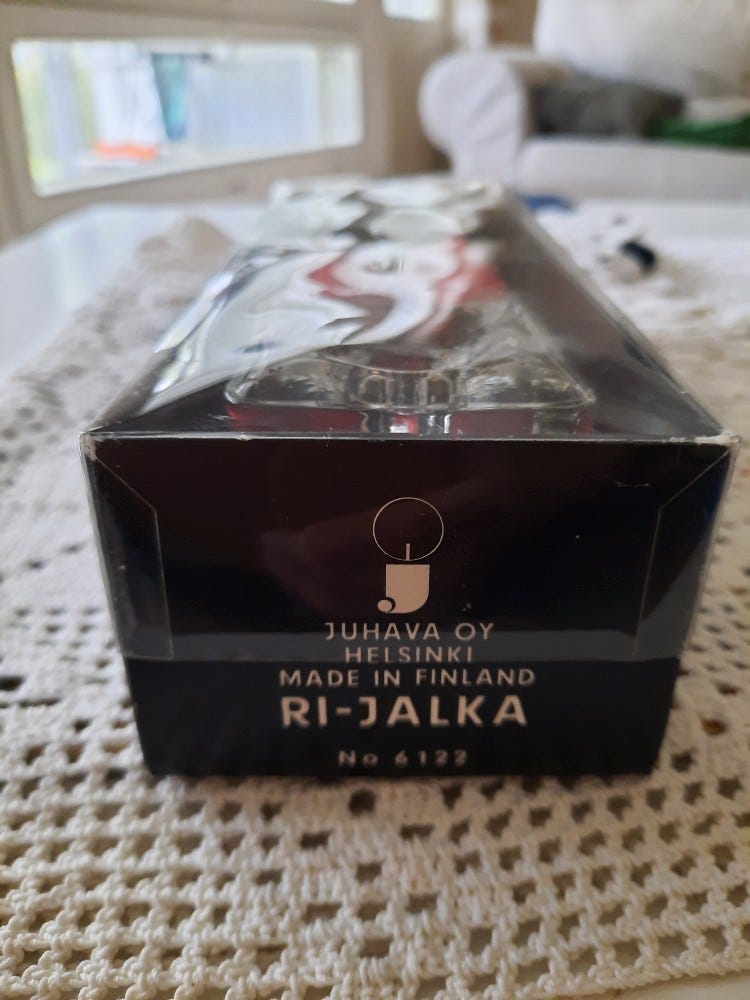 JUHAVA OY
HELSINKI
MADE IN FINLAND
RI-JALKA
No 6122